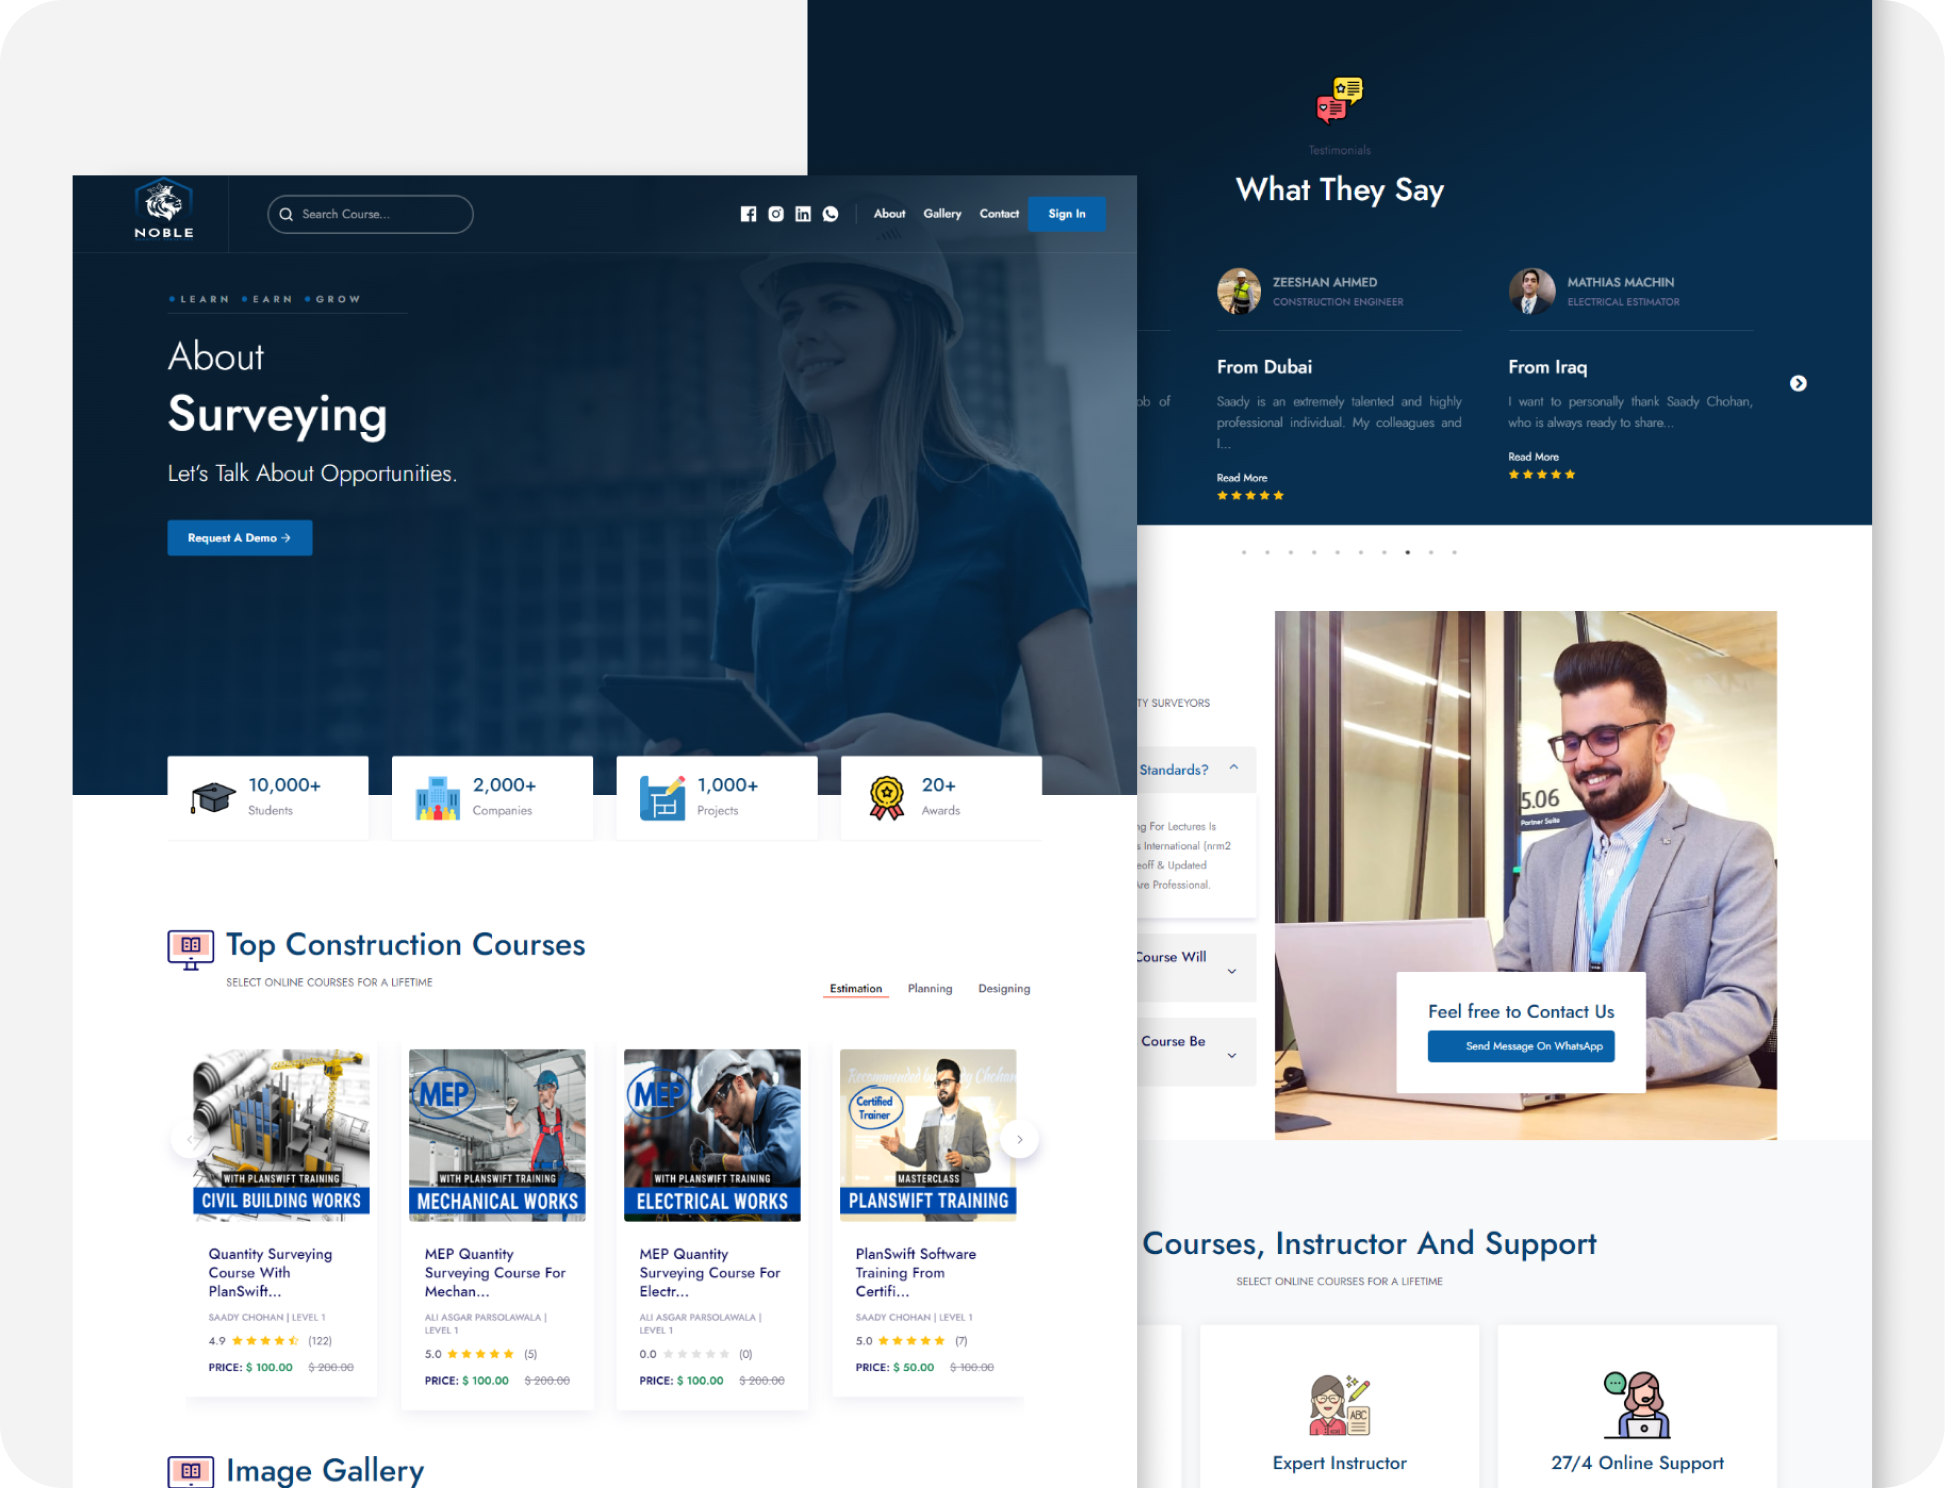 NOBLE
Search Course...
About
Gallery
Contact
Sign In
LEARN EARN GROW
About
Surveying
Let's Talk About Opportunities.
Request A Demo
10,000+
Students
2,000+
Companies
1,000+
Projects
20+
Awards
Top Construction Courses
SELECT ONLINE COURSES FOR A LIFETIME
Estimation
Planning
Designing
WITH PLANSWIFT TRAINING
CIVIL BUILDING WORKS
Quantity Surveying
Course With
PlanSwift...
SAADY CHOHAN | LEVEL 1
4.9 (122)
PRICE: $ 100.00 $ 200.00
MEP
WITH PLANSWIFT TRAINING
MECHANICAL WORKS
MEP Quantity
Surveying Course For
Mechan...
ALI ASGAR PARSOLAWALA |
LEVEL 1
5.0 (5)
PRICE: $ 100.00 $ 200.00
MEP
WITH PLANSWIFT TRAINING
ELECTRICAL WORKS
MEP Quantity
Surveying Course For
Electr...
ALI ASGAR PARSOLAWALA |
LEVEL 1
0.0 (0)
PRICE: $ 100.00 $ 200.00
Recommended Chohan
Certified
Trainer
MASTERCLASS
PLANSWIFT TRAINING
PlanSwift Software
Training From
Certifi...
SAADY CHOHAN | LEVEL 1
5.0 (7)
PRICE: $ 50.00 $ 100.00
Image Gallery
Testimonials
What They Say
of
ZEESHAN AHMED
CONSTRUCTION ENGINEER
From Dubai
Saady is an extremely talented and highly
professional individual. My colleagues and
I...
Read More
MATHIAS MACHIN
ELECTRICAL ESTIMATOR
From Iraq
I want to personally thank Saady Chohan,
who is always ready to share...
Read More
TY SURVEYORS
Standards?
ng For Lectures Is
s International (nrm2
eoff & Updated
Are Professional.
Course Will
Course Be
5.06
Partner Suite
Feel free to Contact Us
Send Message On WhatsApp
Courses, Instructor And Support
SELECT ONLINE COURSES FOR A LIFETIME
ABC
Expert Instructor
27/4 Online Support